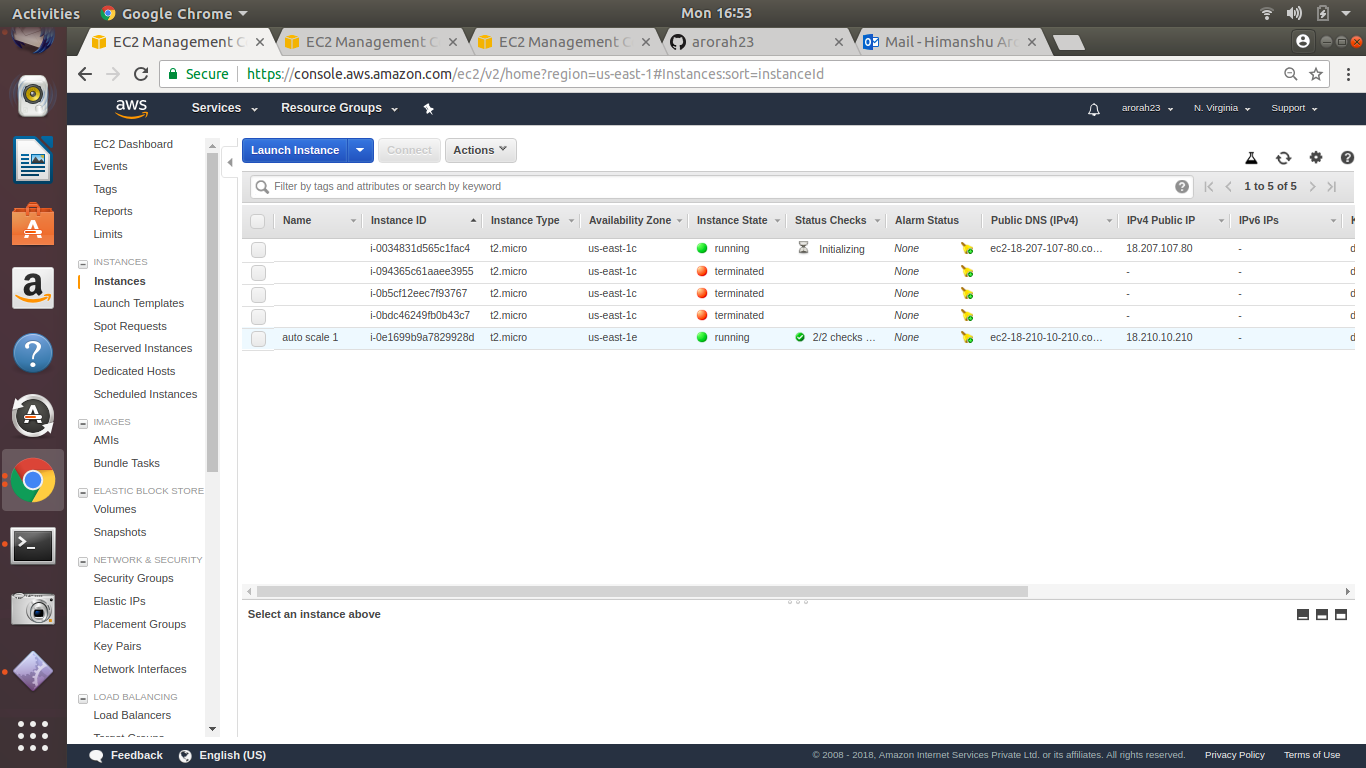 Activities Google Chrome Mon 16:53
EC2 Management C EC2 Management C EC2 Management C arorah23 Mail - Himanshu Aro
Secure https://console.aws.amazon.com/ec2/v2/home?region=us-east-1#Instances:sort=instanceId
aws Services Resource Groups arorah23 N. Virginia Support
EC2 Dashboard
Events
Tags
Reports
Limits
INSTANCES
Instances
Launch Templates
Spot Requests
Reserved Instances
Dedicated Hosts
Scheduled Instances
IMAGES
AMIs
Bundle Tasks
ELASTIC BLOCK STORE
Volumes
Snapshots
NETWORK & SECURITY
Security Groups
Elastic IPs
Placement Groups
Key Pairs
Network Interfaces
LOAD BALANCING
Load Balancers
Target Groups
Launch Instance Connect Actions
Filter by tags and attributes or search by keyword 1 to 5 of 5
Name Instance ID Instance Type Availability Zone Instance State Status Checks Alarm Status Public DNS (IPv4) IPv4 Public IP IPv6 IPs K
i-0034831d565c1fac4 t2.micro us-east-1c running Initializing None ec2-18-207-107-80.co... 18.207.107.80 - d
i-094365c61aaee3955 t2.micro us-east-1c terminated None - - d
i-0b5cf12eec7f93767 t2.micro us-east-1c terminated None - - d
i-0bdc46249fb0b43c7 t2.micro us-east-1c terminated None - - d
auto scale 1 i-0e1699b9a7829928d t2.micro us-east-1e running 2/2 checks ... None ec2-18-210-10-210.co... 18.210.10.210 - d
Select an instance above
Feedback English (US) © 2008 - 2018, Amazon Internet Services Private Ltd. or its affiliates. All rights reserved. Privacy Policy Terms of Use